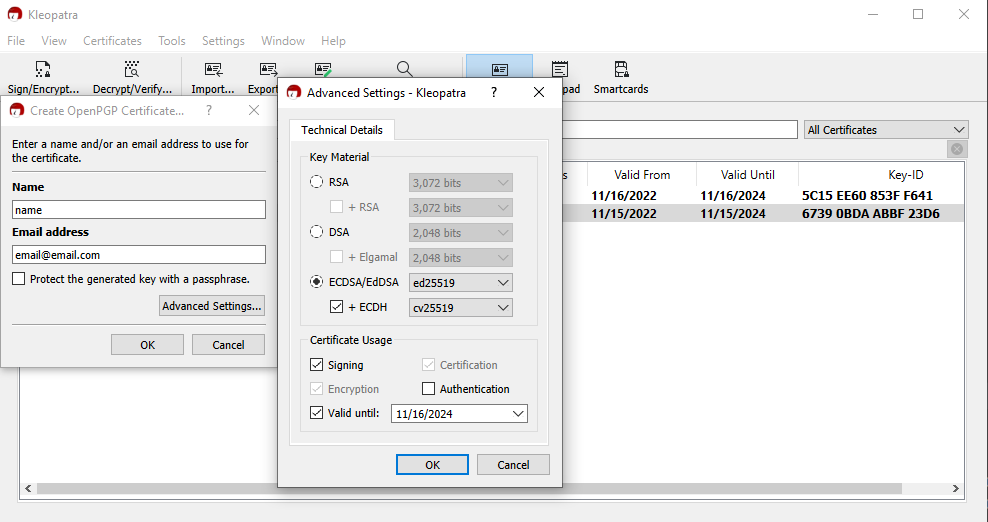 Kleopatra
File View Certificates Tools Settings Window Help
Sign/Encrypt... Decrypt/Verify... Import... Export pad Smartcards
Create OpenPGP Certificate... ?
Enter a name and/or an email address to use for
the certificate.
Name
name
Email address
email@email.com
Protect the generated key with a passphrase.
Advanced Settings...
OK Cancel
Advanced Settings - Kleopatra ?
Technical Details
Key Material
RSA 3,072 bits
+ RSA 3,072 bits
DSA 2,048 bits
+ Elgamal 2,048 bits
ECDSA/EdDSA ed25519
+ ECDH cv25519
Certificate Usage
Signing Certification
Encryption Authentication
Valid until: 11/16/2024
OK Cancel
All Certificates
s Valid From Valid Until Key-ID
11/16/2022 11/16/2024 5C15 EE60 853F F641
11/15/2022 11/15/2024 6739 0BDA ABBF 23D6